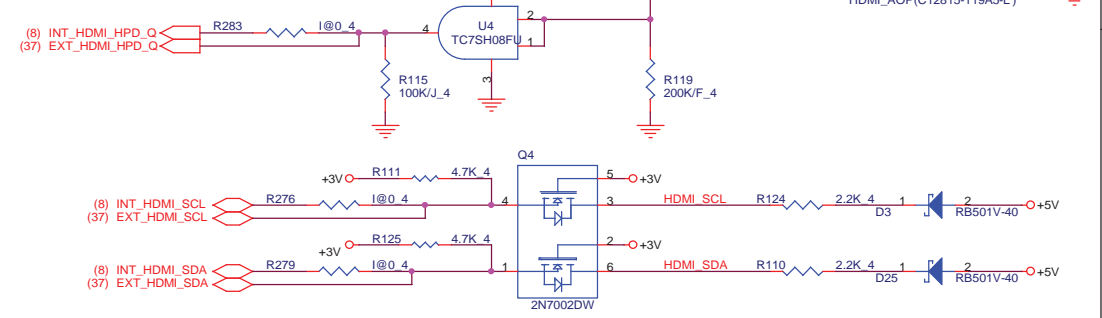 HDMI_AOP(C12815-119A5-L)
(8) INT_HDMI_HPD_Q R283 I@0_4 4 U4 2
(37) EXT_HDMI_HPD_Q TC7SH08FU 1
3
R115 R119
100K/J_4 200K/F_4
Q4
+3V R111 4.7K_4 5 +3V
(8) INT_HDMI_SCL R276 I@0_4 4 3 HDMI_SCL R124 2.2K_4 1 2 +5V
(37) EXT_HDMI_SCL D3 RB501V-40
+3V R125 4.7K_4 2 +3V
(8) INT_HDMI_SDA R279 I@0_4 1 6 HDMI_SDA R110 2.2K_4 1 2 +5V
(37) EXT_HDMI_SDA D25 RB501V-40
2N7002DW